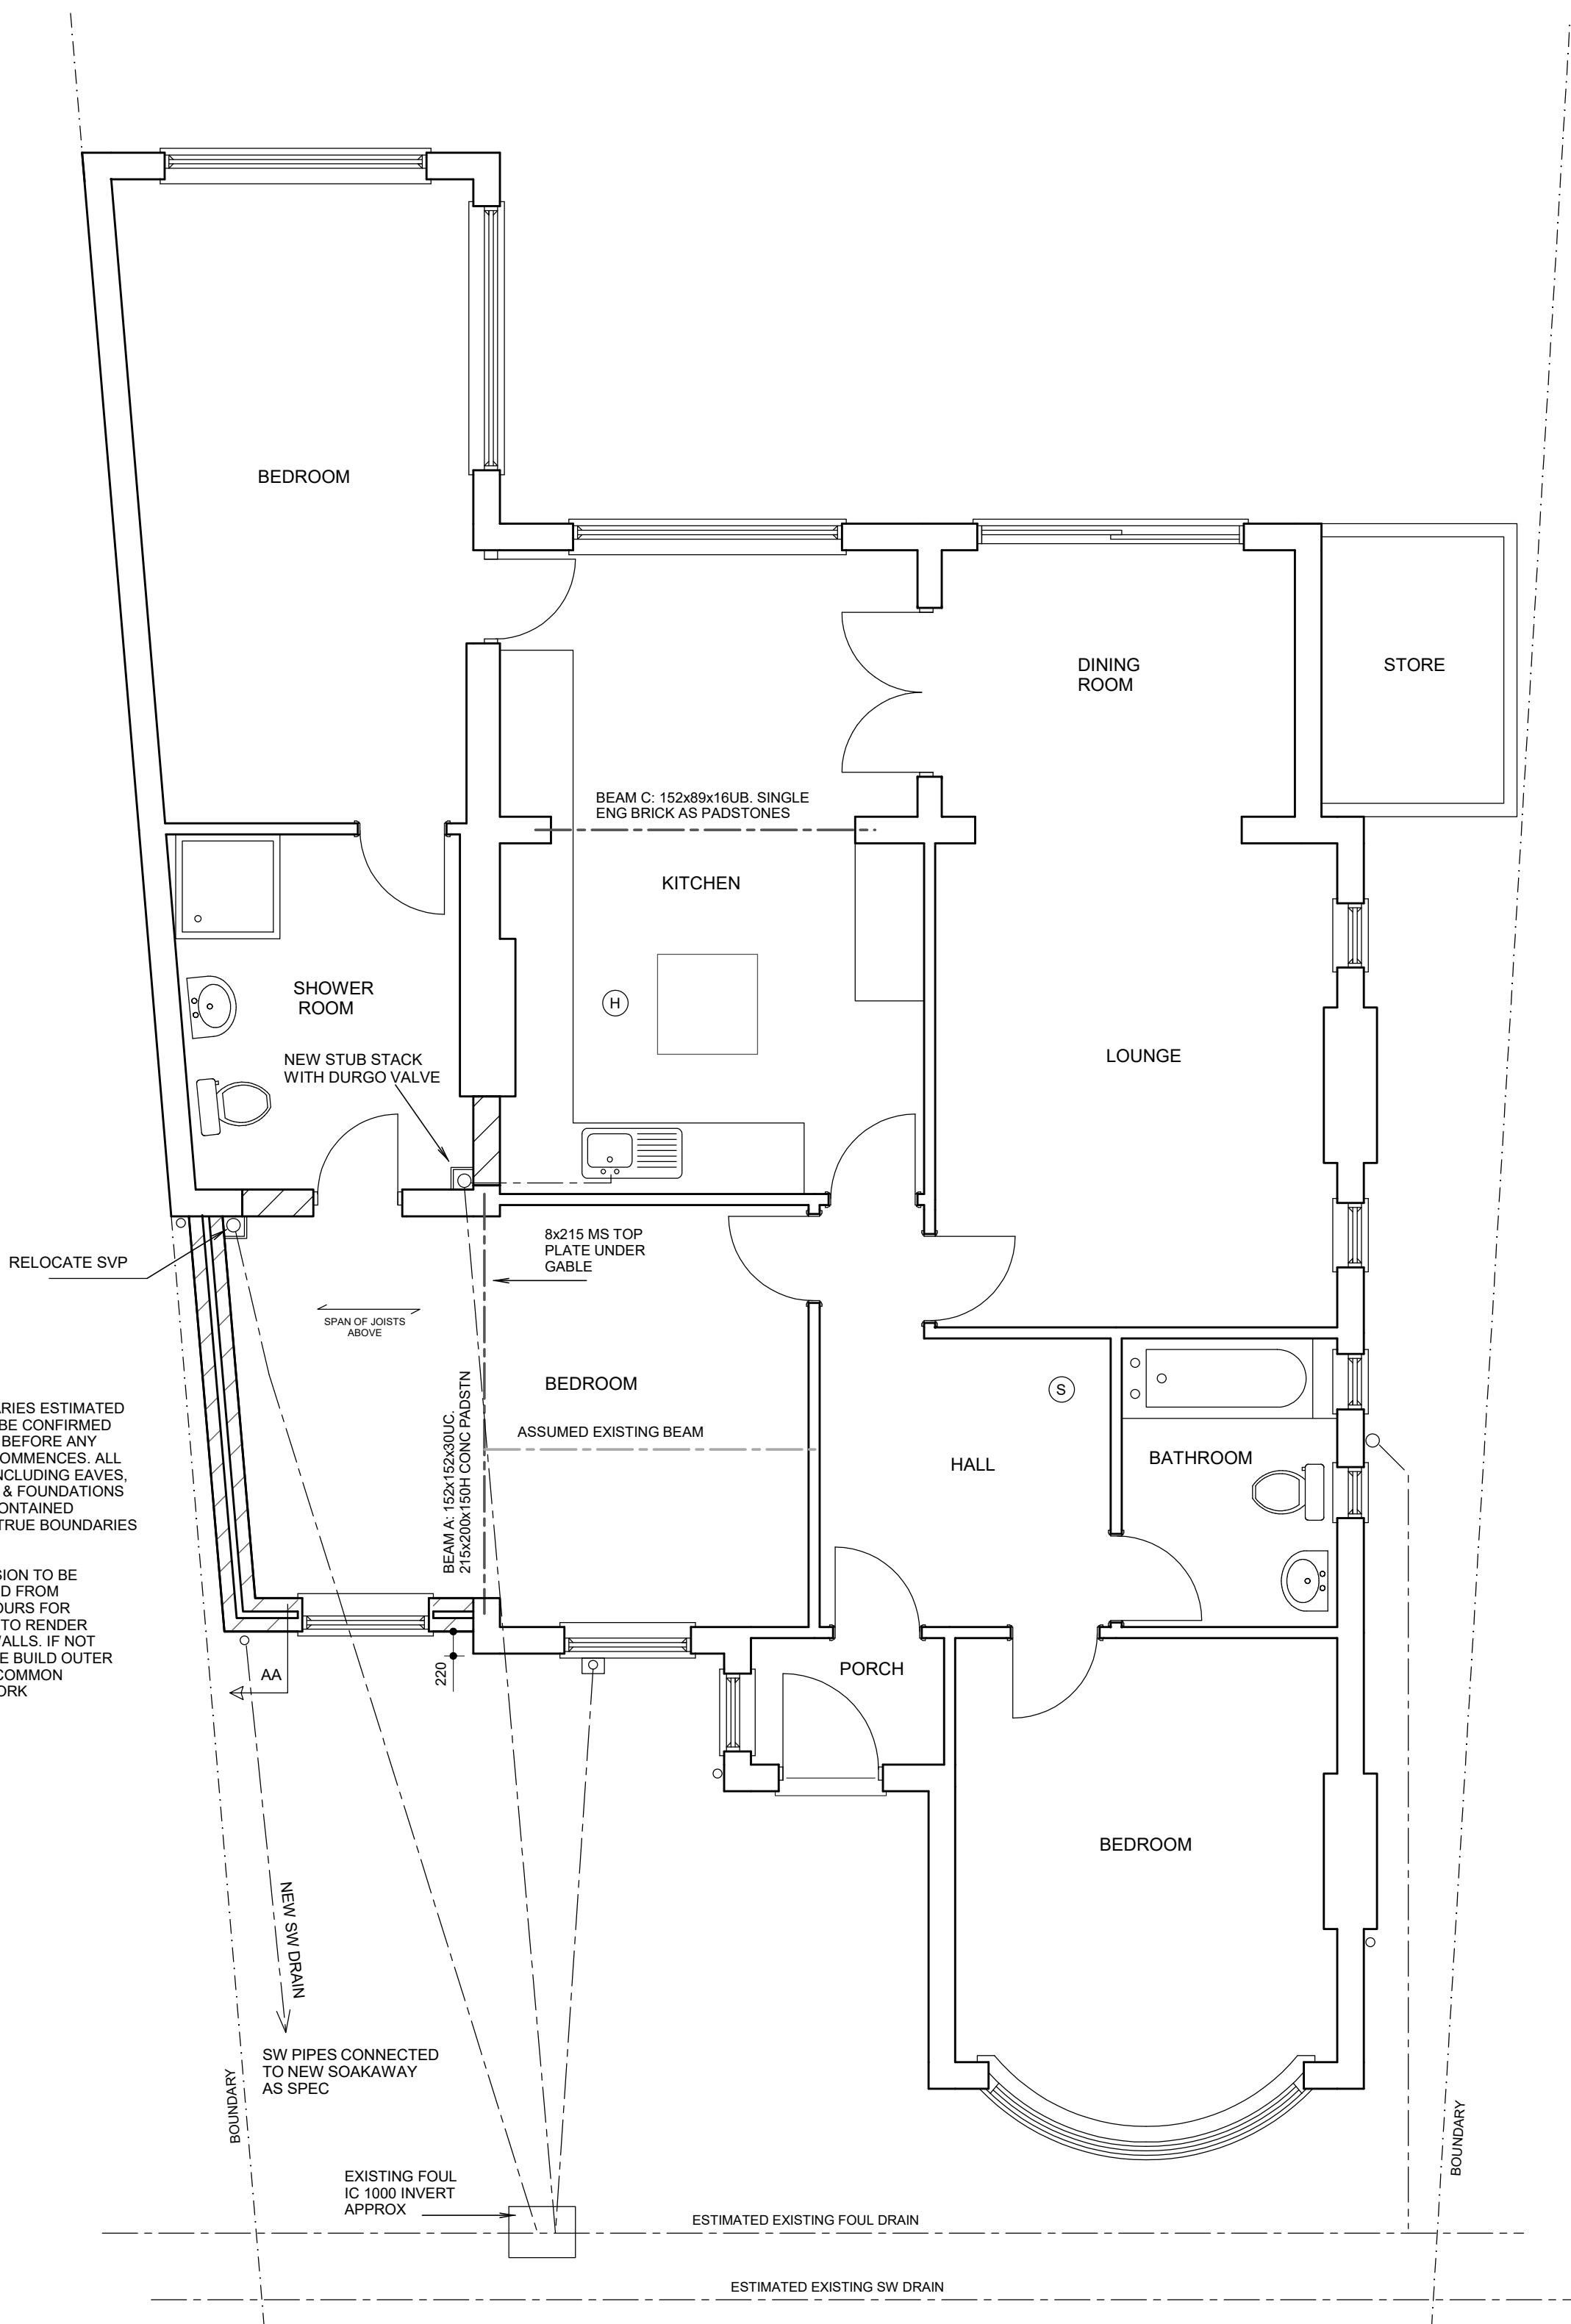 BEDROOM
DINING
ROOM
STORE
BEAM C: 152x89x16UB. SINGLE
ENG BRICK AS PADSTONES
KITCHEN
SHOWER
ROOM
H
LOUNGE
NEW STUB STACK
WITH DURGO VALVE
RELOCATE SVP
8x215 MS TOP
PLATE UNDER
GABLE
SPAN OF JOISTS
ABOVE
BEDROOM
S
ASSUMED EXISTING BEAM
BEAM A: 152x152x30UC.
215x200x150H CONC PADSTN
HALL
BATHROOM
ARIES ESTIMATED
BE CONFIRMED
BEFORE ANY
OMMENCES. ALL
NCLUDING EAVES,
& FOUNDATIONS
ONTAINED
TRUE BOUNDARIES
SION TO BE
D FROM
OURS FOR
TO RENDER
WALLS. IF NOT
E BUILD OUTER
COMMON
ORK
AA
220
PORCH
BEDROOM
NEW SW DRAIN
SW PIPES CONNECTED
TO NEW SOAKAWAY
AS SPEC
BOUNDARY
BOUNDARY
EXISTING FOUL
IC 1000 INVERT
APPROX
ESTIMATED EXISTING FOUL DRAIN
ESTIMATED EXISTING SW DRAIN